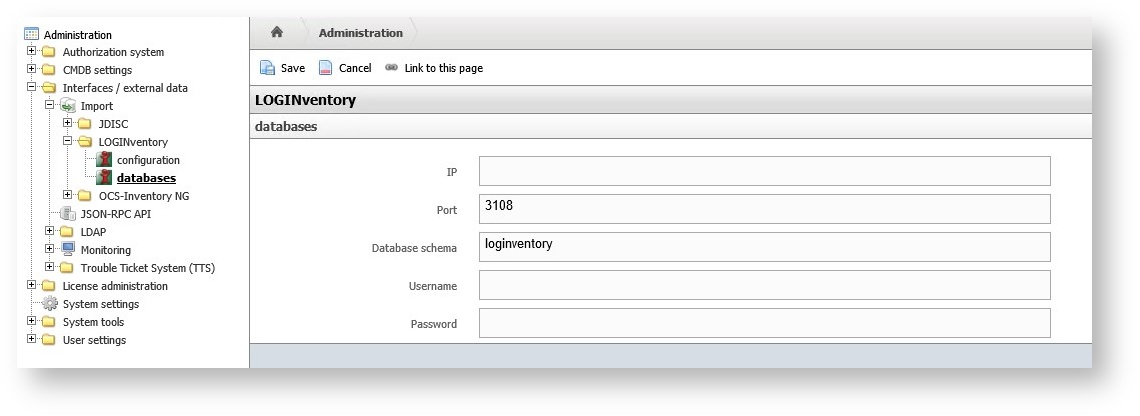 Administration
Authorization system
CMDB settings
Interfaces / external data
Import
JDISC
LOGINventory
configuration
databases
OCS-Inventory NG
JSON-RPC API
LDAP
Monitoring
Trouble Ticket System (TTS)
License administration
System settings
System tools
User settings
Administration
Save Cancel Link to this page
LOGINventory
databases
IP
Port 3108
Database schema loginventory
Username
Password